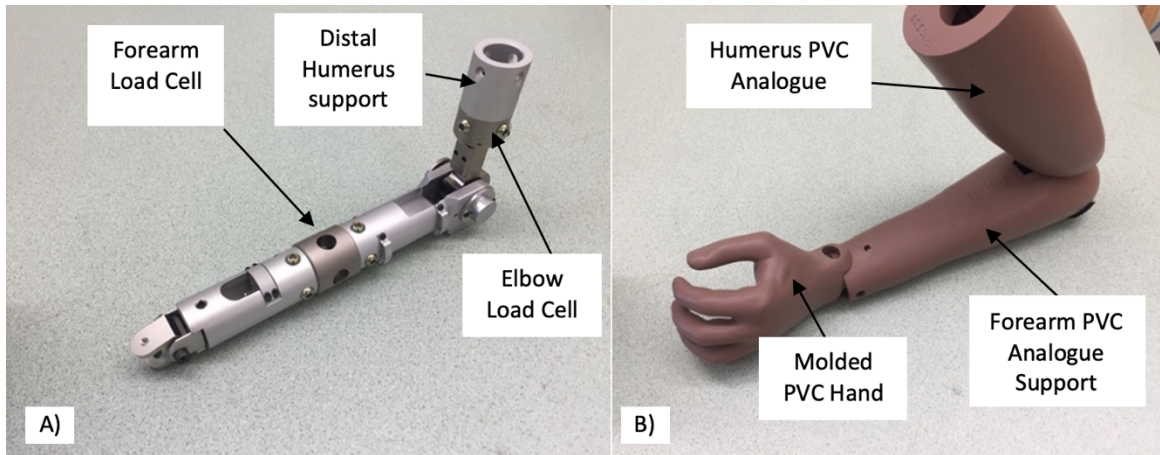 Forearm
Load Cell
Distal
Humerus
support
Elbow
Load Cell
A)
Humerus PVC
Analogue
Molded
PVC Hand
Forearm PVC
Analogue
Support
B)